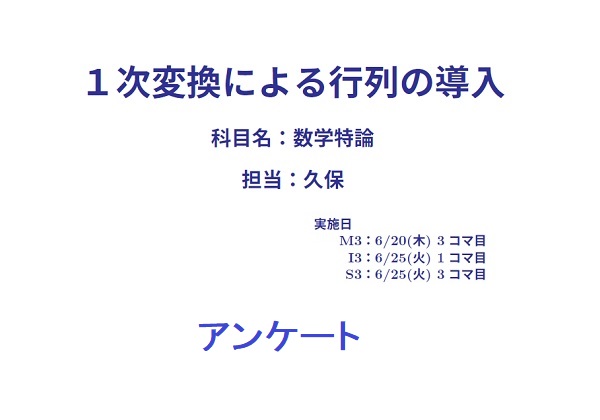 １次変換による行列の導入
科目名：数学特論
担当：久保
実施日
M3：6/20(木) 3 コマ目
I3：6/25(火) 1 コマ目
S3：6/25(火) 3 コマ目
アンケート